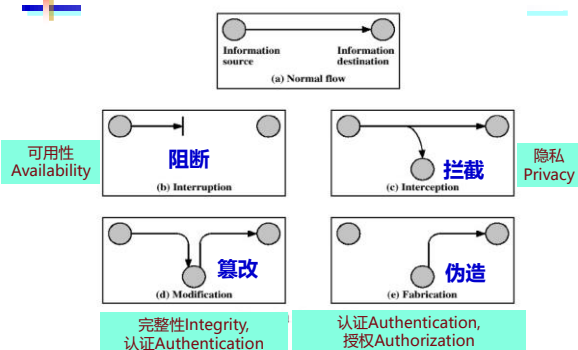 Information source
Information destination
(a) Normal flow
可用性
Availability
阻断
(b) Interruption
拦截
(c) Interception
隐私
Privacy
篡改
(d) Modification
伪造
(e) Fabrication
完整性Integrity,
认证Authentication
认证Authentication,
授权Authorization